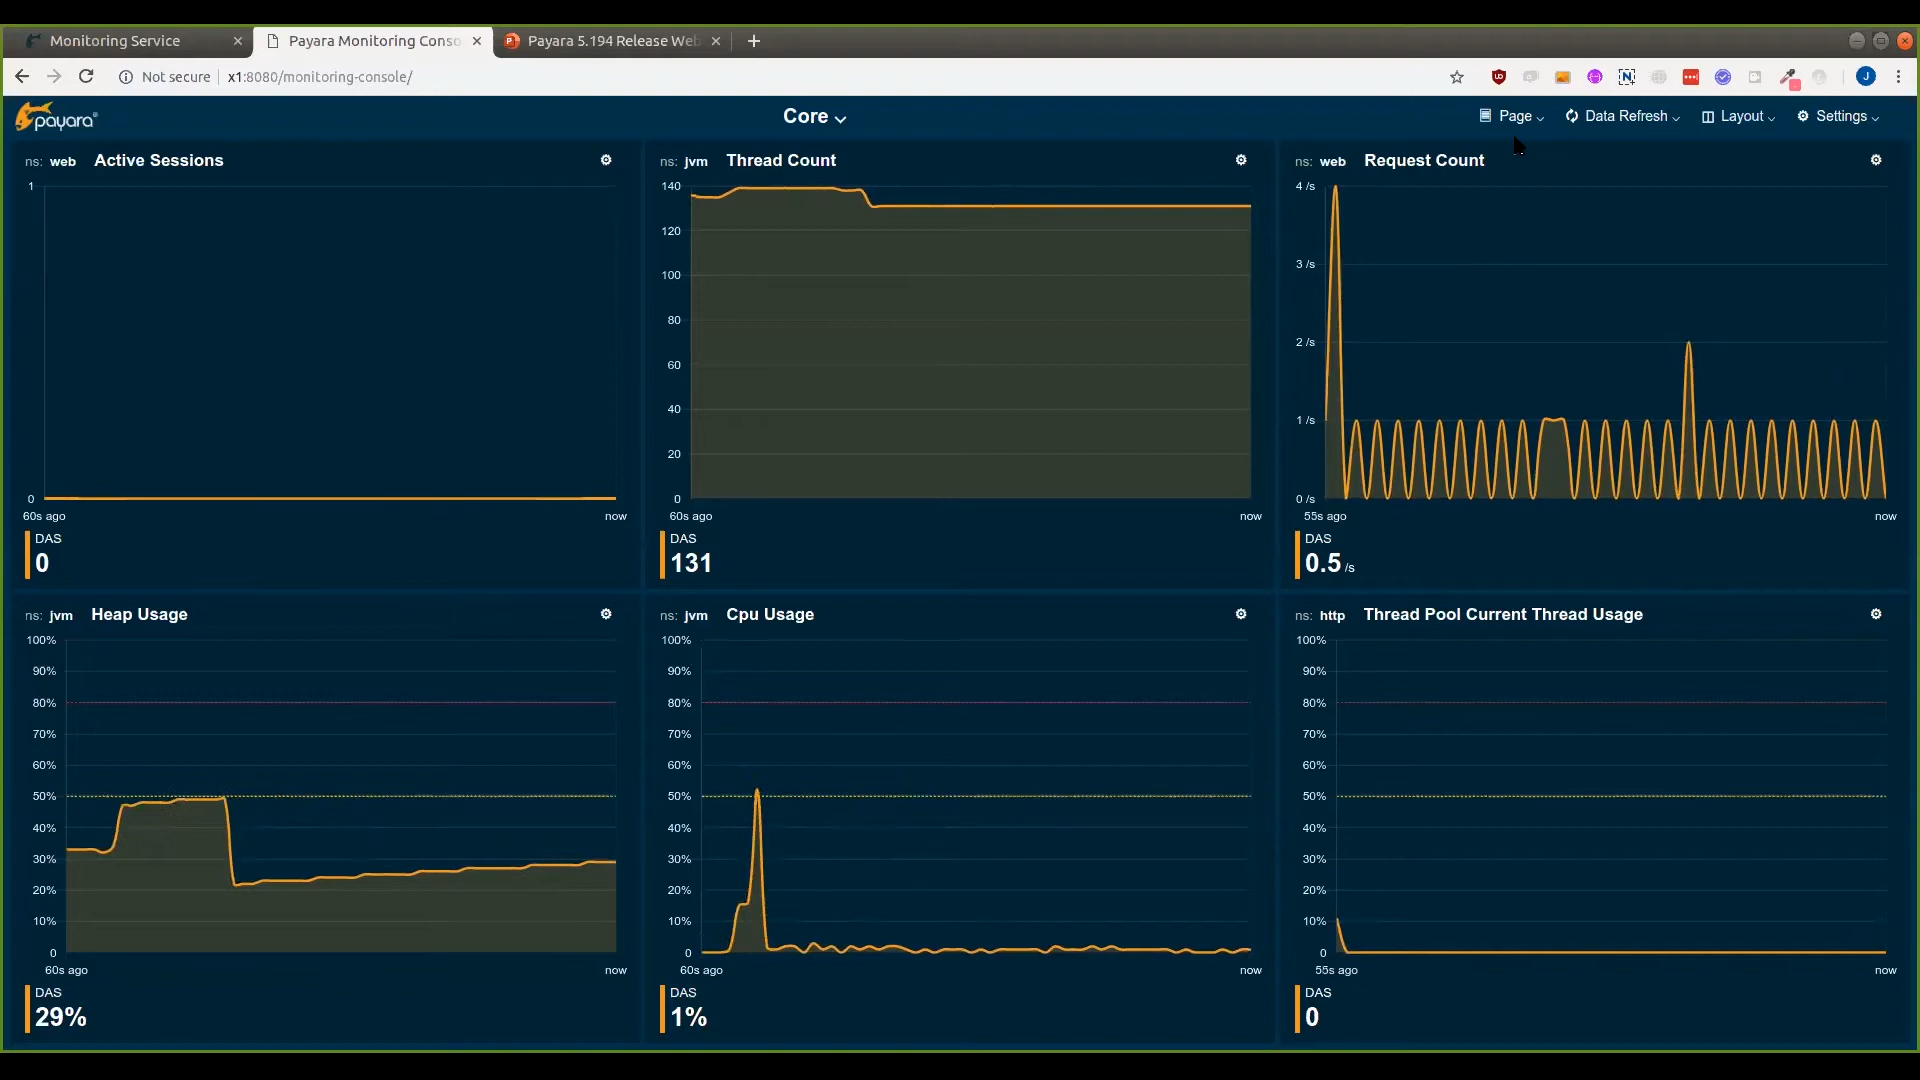 Monitoring Service
Payara Monitoring Conso
Payara 5.194 Release Web
Not secure
x1:8080/monitoring-console/
J
payara
Core
Page
Data Refresh
Layout
Settings
ns: web Active Sessions
1
0
60s ago
now
DAS
0
ns: jvm Thread Count
140
120
100
80
60
40
20
0
60s ago
now
DAS
131
ns: web Request Count
4 /s
3 /s
2 /s
1 /s
0 /s
55s ago
now
DAS
0.5 /s
ns: jvm Heap Usage
100%
90%
80%
70%
60%
50%
40%
30%
20%
10%
0
60s ago
now
DAS
29%
ns: jvm Cpu Usage
100%
90%
80%
70%
60%
50%
40%
30%
20%
10%
0
60s ago
now
DAS
1%
ns: http Thread Pool Current Thread Usage
100%
90%
80%
70%
60%
50%
40%
30%
20%
10%
0
55s ago
now
DAS
0